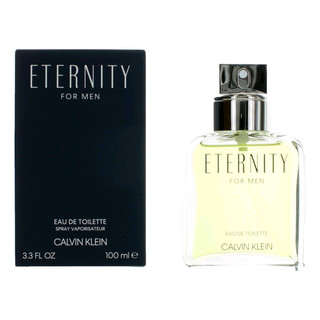 ETERNITY
FOR MEN
EAU DE TOILETTE
SPRAY VAPORISATEUR
CALVIN KLEIN
3.3 FL OZ 100 ml e
ETERNITY
FOR MEN
EAU DE TOILETTE
CALVIN KLEIN